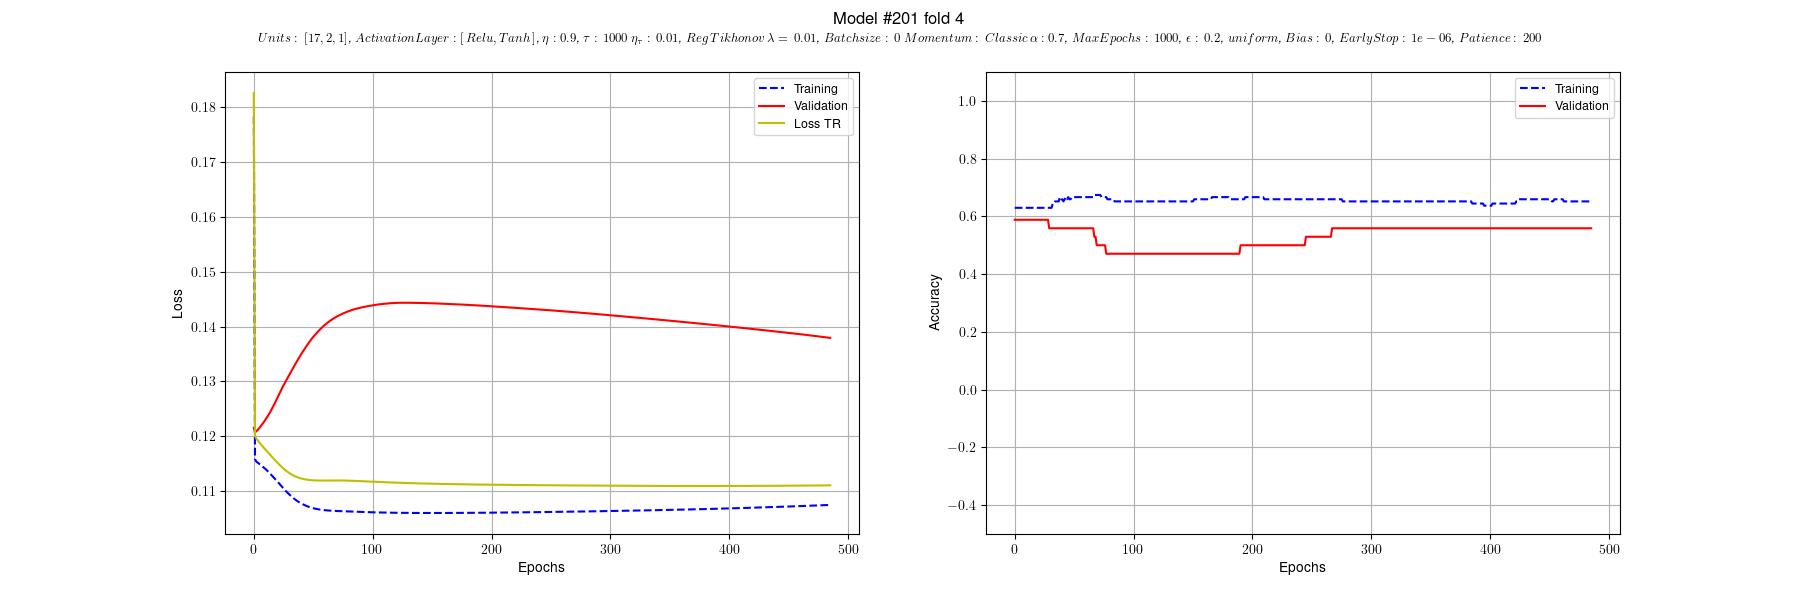 Model #201 fold 4
Units : [17, 2, 1], ActivationLayer : [ Relu, Tanh ], η : 0.9, τ : 1000 η_τ : 0.01, RegTikhonov λ = 0.01, Batchsize : 0 Momentum : Classic α : 0.7, MaxEpochs : 1000, ϵ : 0.2, uniform, Bias : 0, EarlyStop : 1e − 06, Patience : 200
Training
Validation
Loss TR
0.18
0.17
0.16
0.15
0.14
0.13
0.12
0.11
Loss
0 100 200 300 400 500
Epochs
Training
Validation
1.0
0.8
0.6
0.4
0.2
0.0
−0.2
−0.4
Accuracy
0 100 200 300 400 500
Epochs